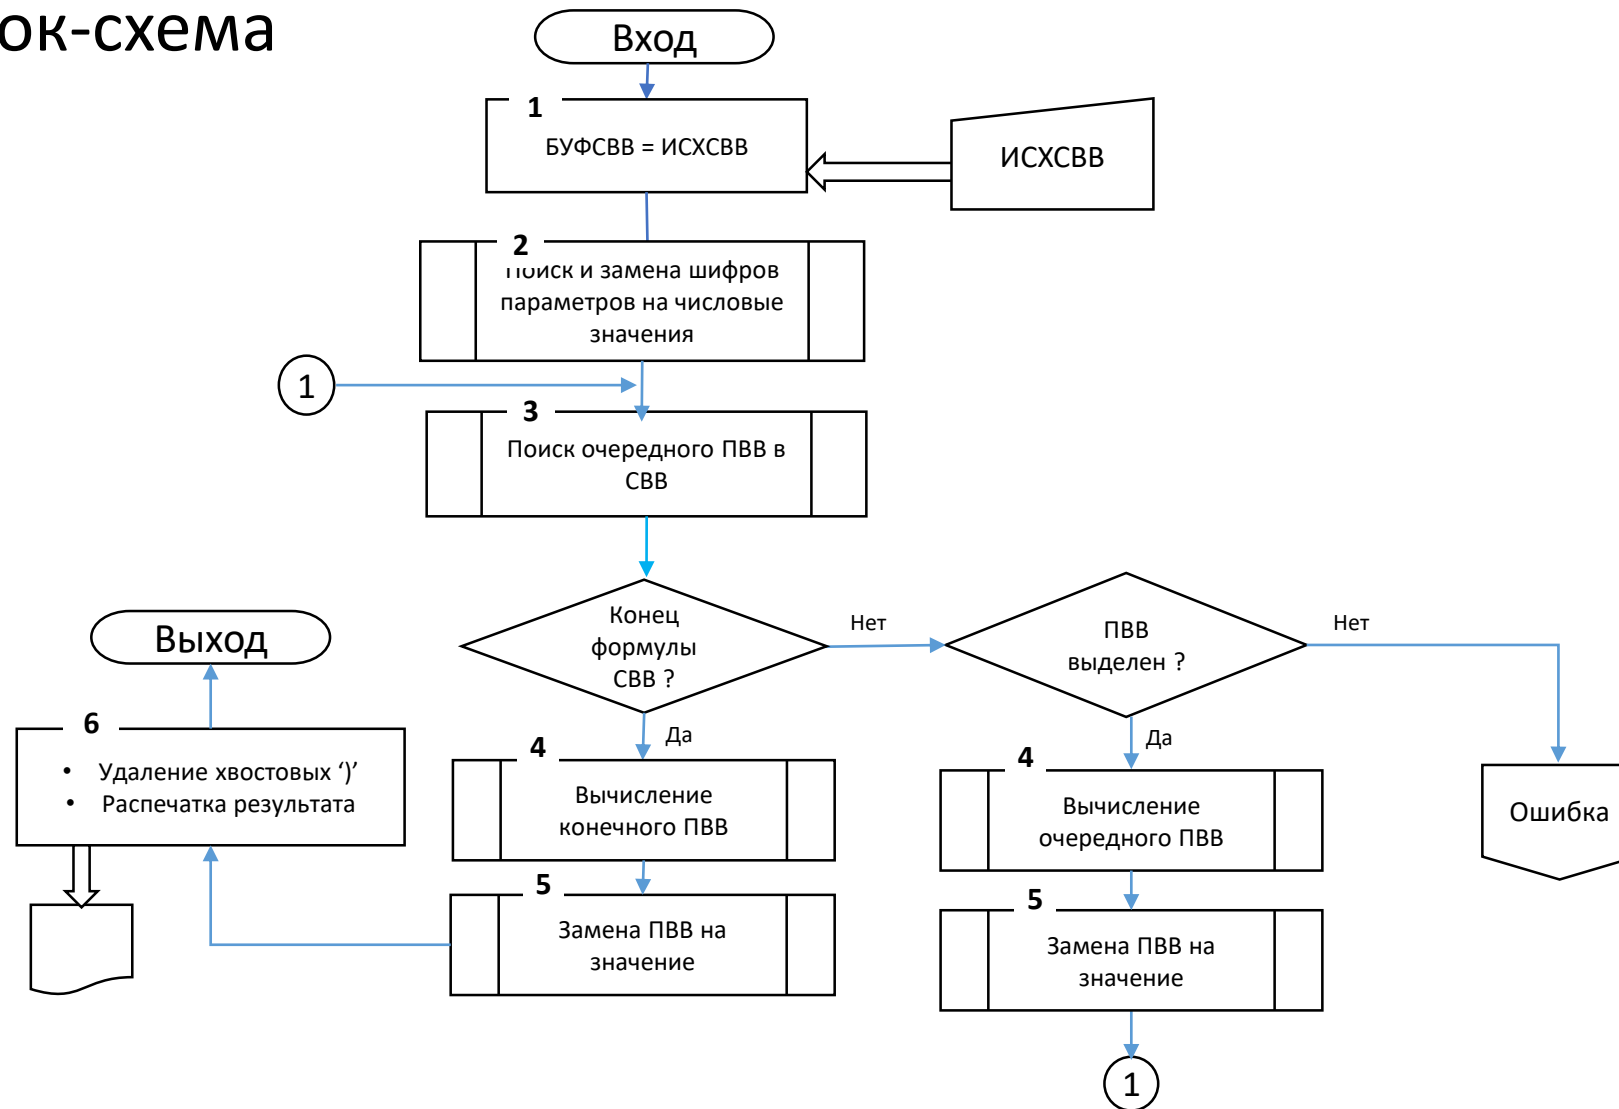 ок-схема
Вход
1
БУФСВВ = ИСХСВВ
ИСХСВВ
2
Поиск и замена шифров
параметров на числовые
значения
1
3
Поиск очередного ПВВ в
СВВ
Конец
формулы
СВВ ?
Нет
ПВВ
выделен ?
Нет
Выход
Да
Да
6
• Удаление хвостовых ‘)’
• Распечатка результата
4
Вычисление
конечного ПВВ
4
Вычисление
очередного ПВВ
Ошибка
5
Замена ПВВ на
значение
5
Замена ПВВ на
значение
1